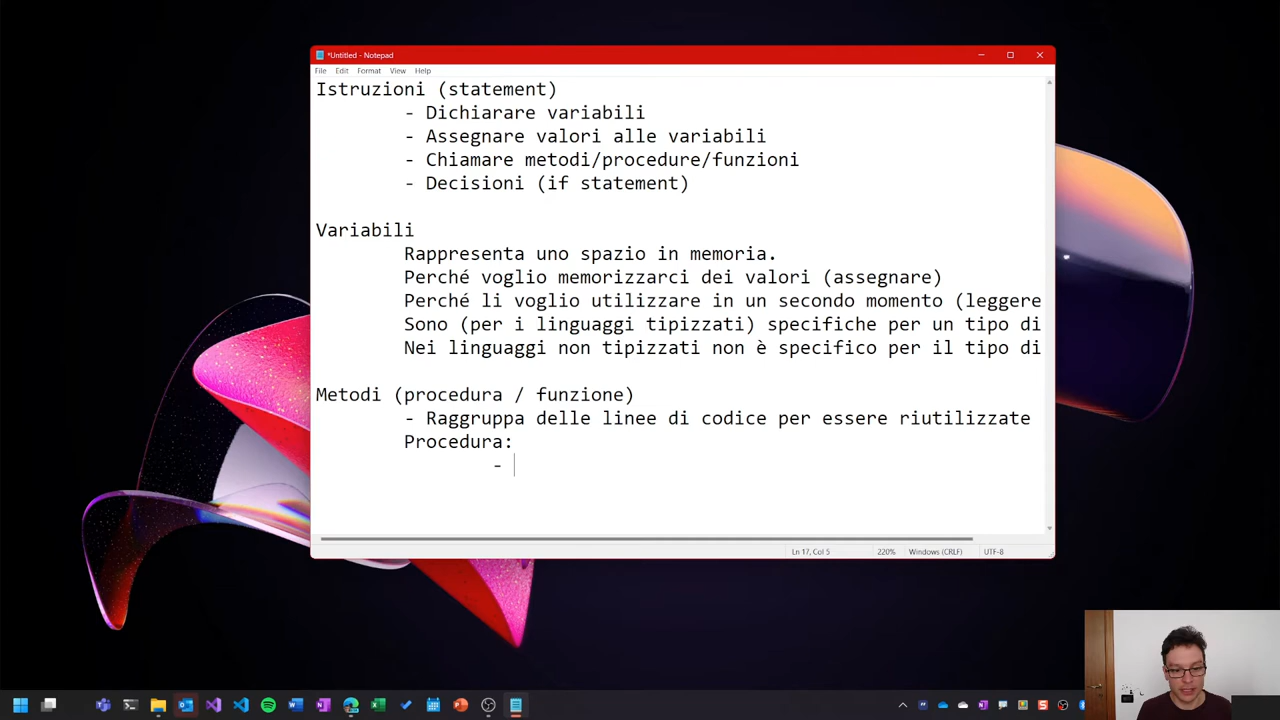 *Untitled - Notepad
File Edit Format View Help
Istruzioni (statement)
- Dichiarare variabili
- Assegnare valori alle variabili
- Chiamare metodi/procedure/funzioni
- Decisioni (if statement)
Variabili
Rappresenta uno spazio in memoria.
Perché voglio memorizzarci dei valori (assegnare)
Perché li voglio utilizzare in un secondo momento (leggere
Sono (per i linguaggi tipizzati) specifiche per un tipo di
Nei linguaggi non tipizzati non è specifico per il tipo di
Metodi (procedura / funzione)
- Raggruppa delle linee di codice per essere riutilizzate
Procedura:
-
Ln 17, Col 5 220% Windows (CRLF) UTF-8